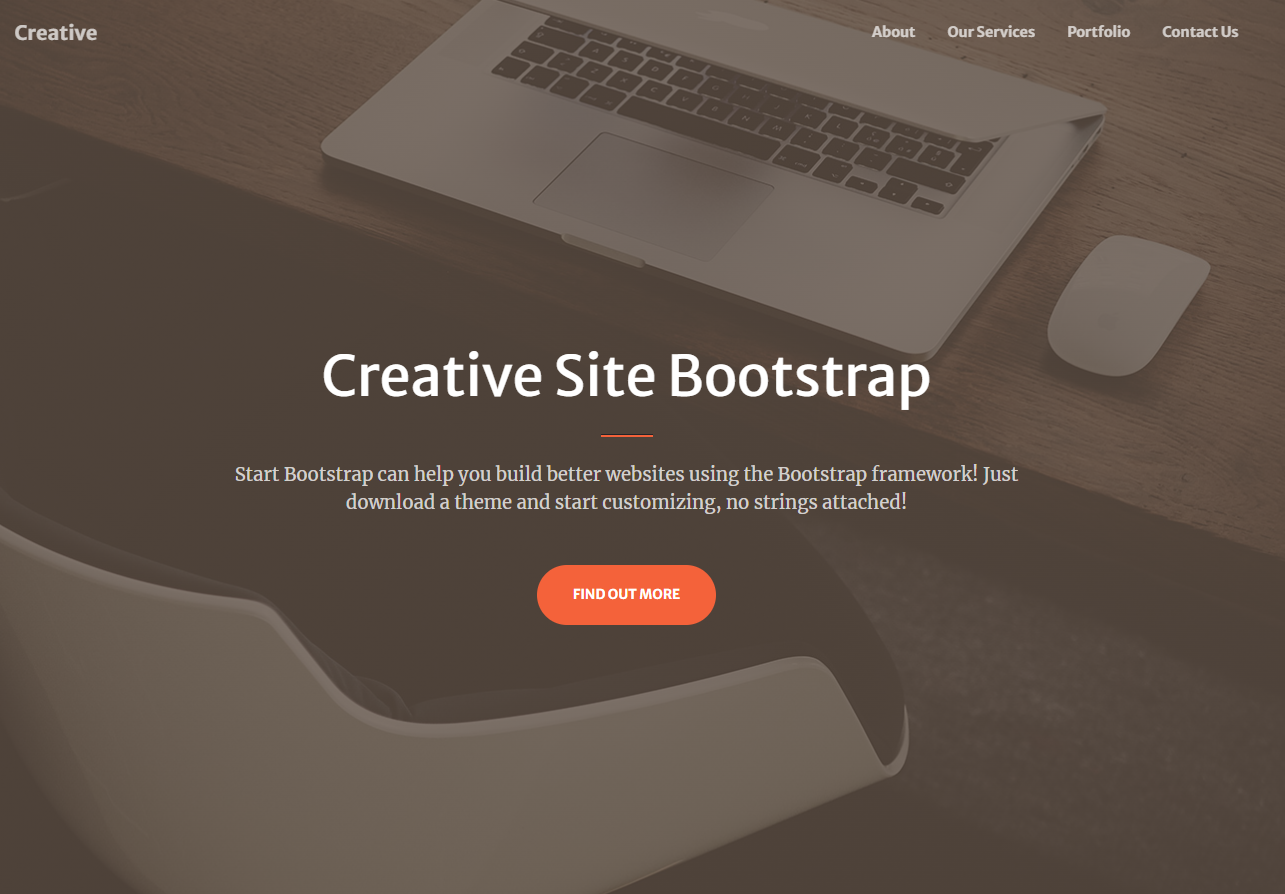 Creative
About
Our Services
Portfolio
Contact Us
Creative Site Bootstrap
Start Bootstrap can help you build better websites using the Bootstrap framework! Just
download a theme and start customizing, no strings attached!
FIND OUT MORE